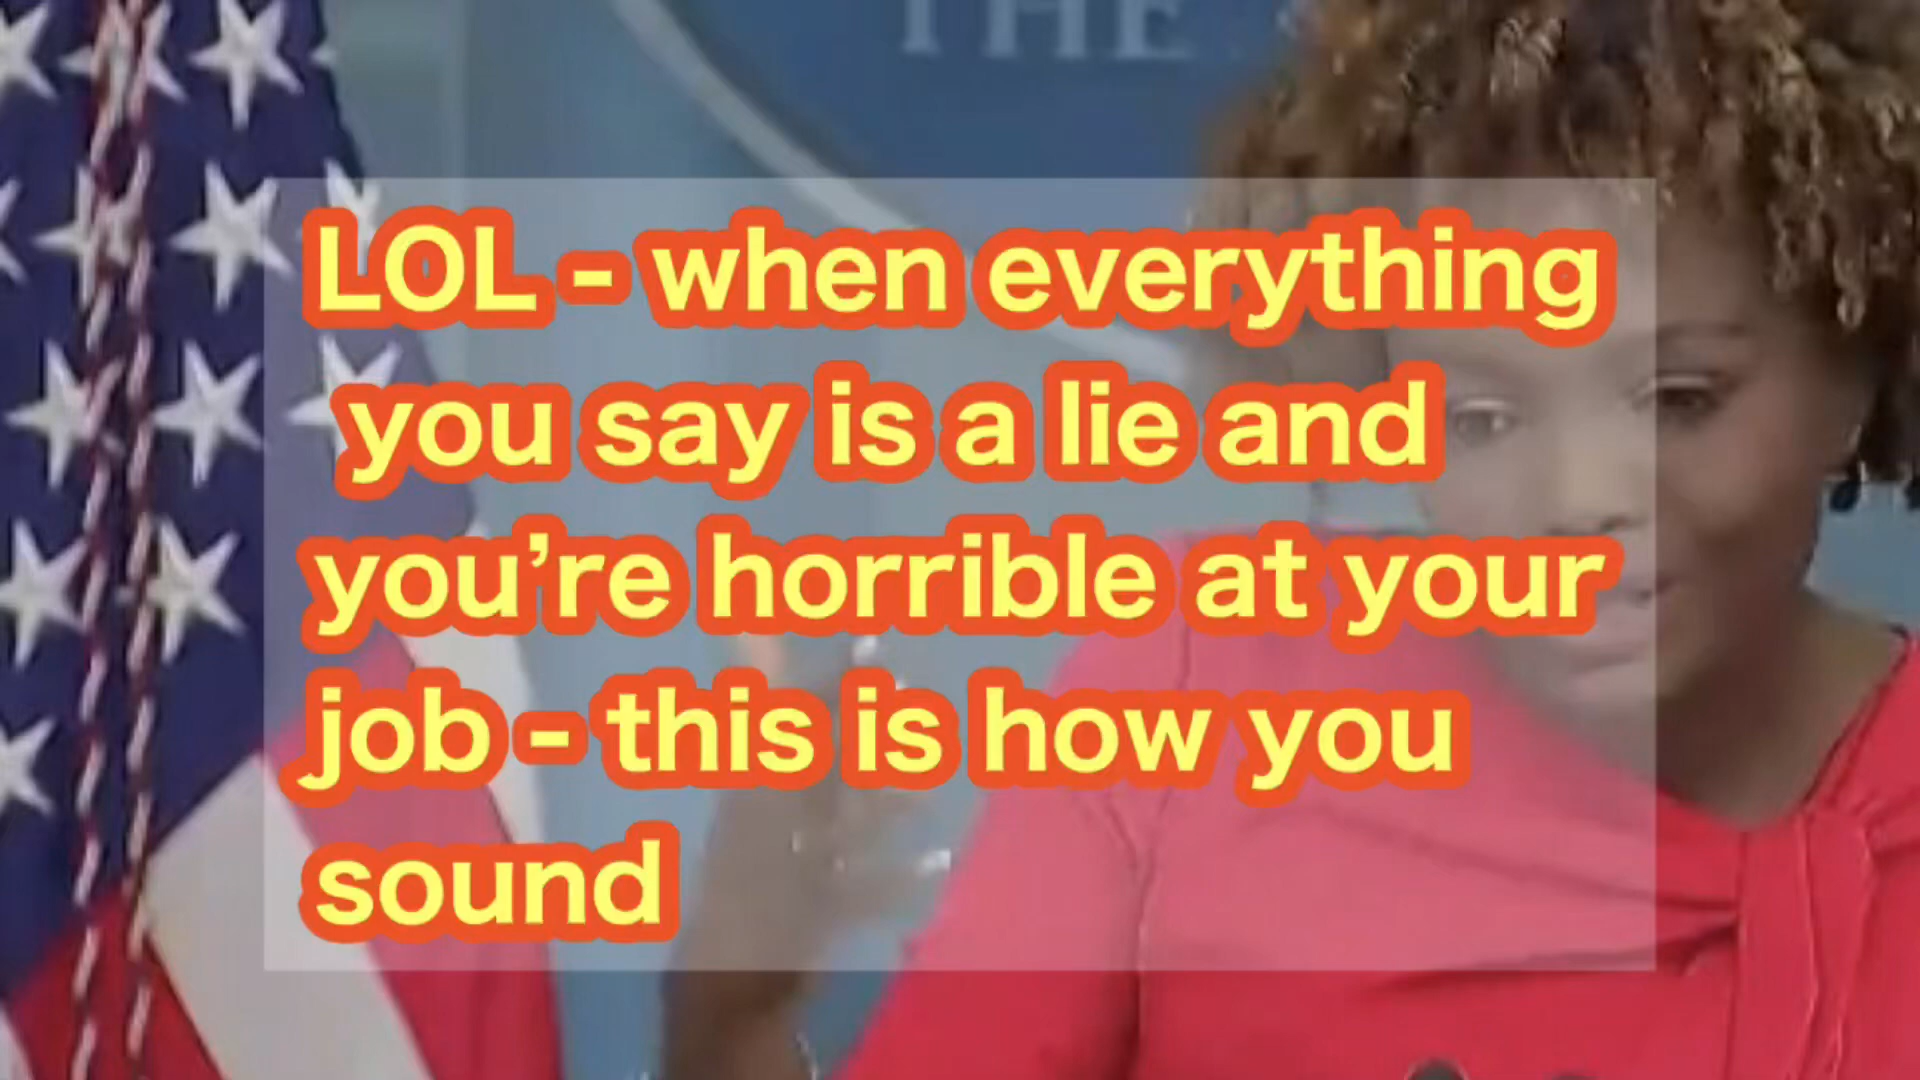 THE
LOL - when everything
you say is a lie and
you’re horrible at your
job - this is how you
sound